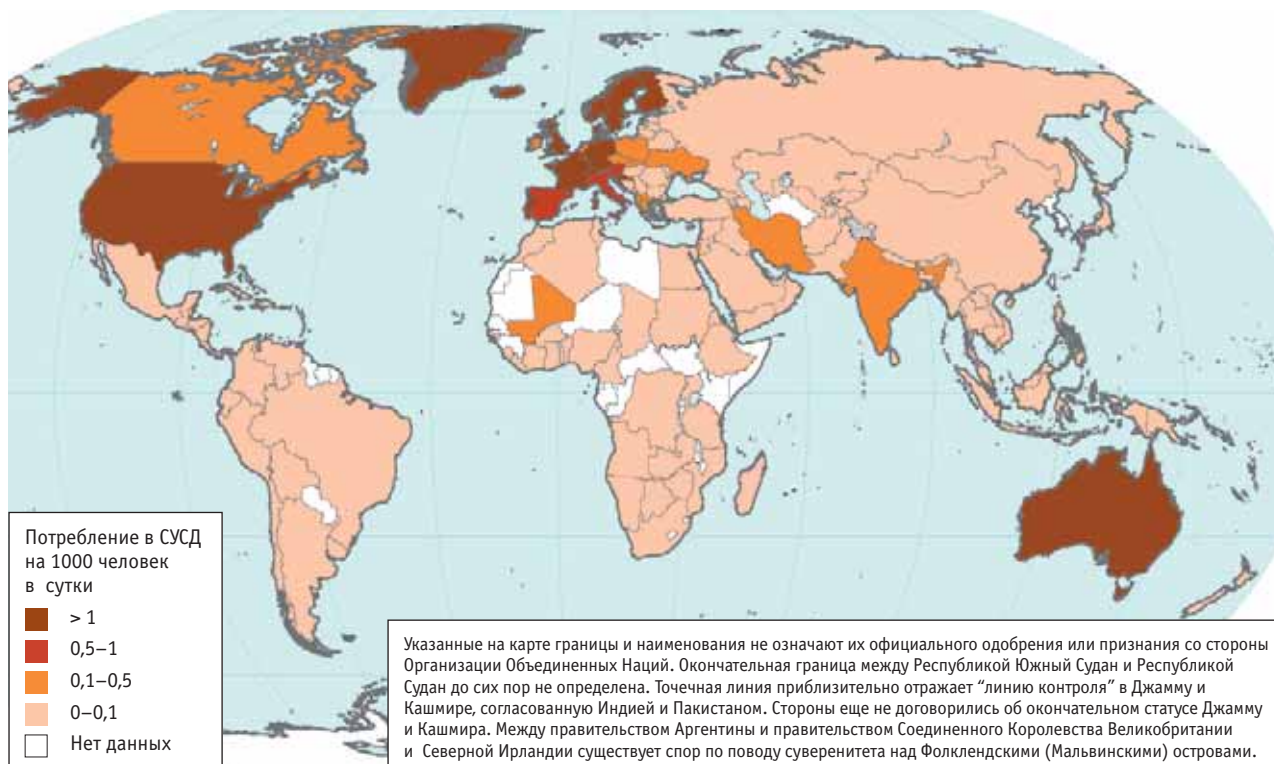 Потребление в СУСД
на 1000 человек
в сутки
> 1
0,5–1
0,1–0,5
0–0,1
Нет данных
Указанные на карте границы и наименования не означают их официального одобрения или признания со стороны
Организации Объединенных Наций. Окончательная граница между Республикой Южный Судан и Республикой
Судан до сих пор не определена. Точечная линия приблизительно отражает “линию контроля” в Джамму и
Кашмире, согласованную Индией и Пакистаном. Стороны еще не договорились об окончательном статусе Джамму
и Кашмира. Между правительством Аргентины и правительством Соединенного Королевства Великобритании
и Северной Ирландии существует спор по поводу суверенитета над Фолклендскими (Мальвинскими) островами.